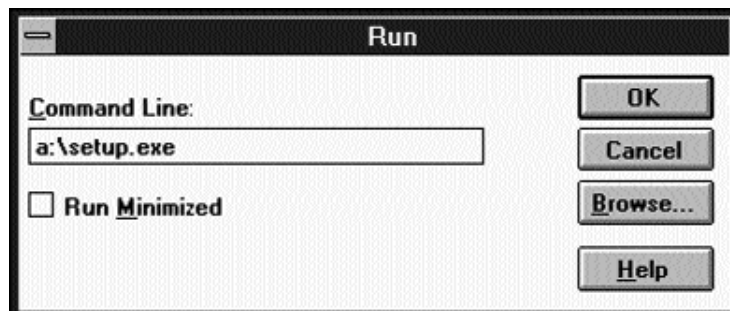 Run
Command Line:
a:\setup.exe
Run Minimized
OK
Cancel
Browse...
Help